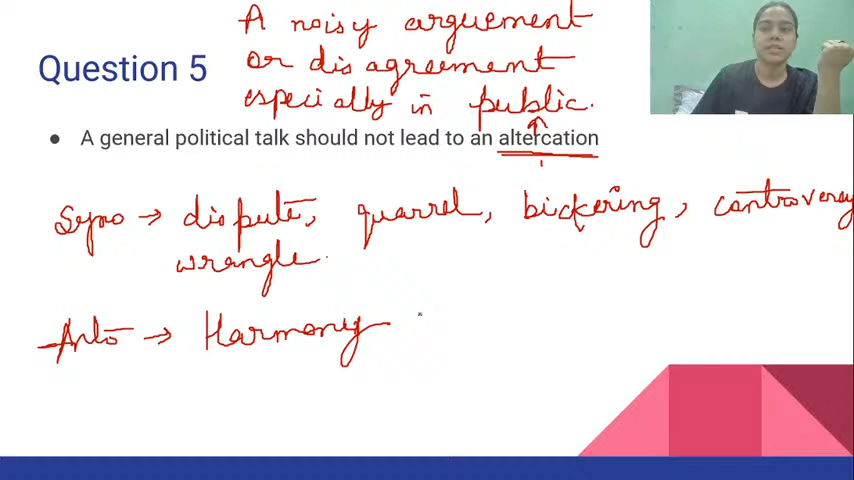 A noisy arguement
Question 5
or disagreement
especially in public.
● A general political talk should not lead to an altercation
Syno → dispute, quarrel, bickering, controversy
wrangle.
Anto → Harmony